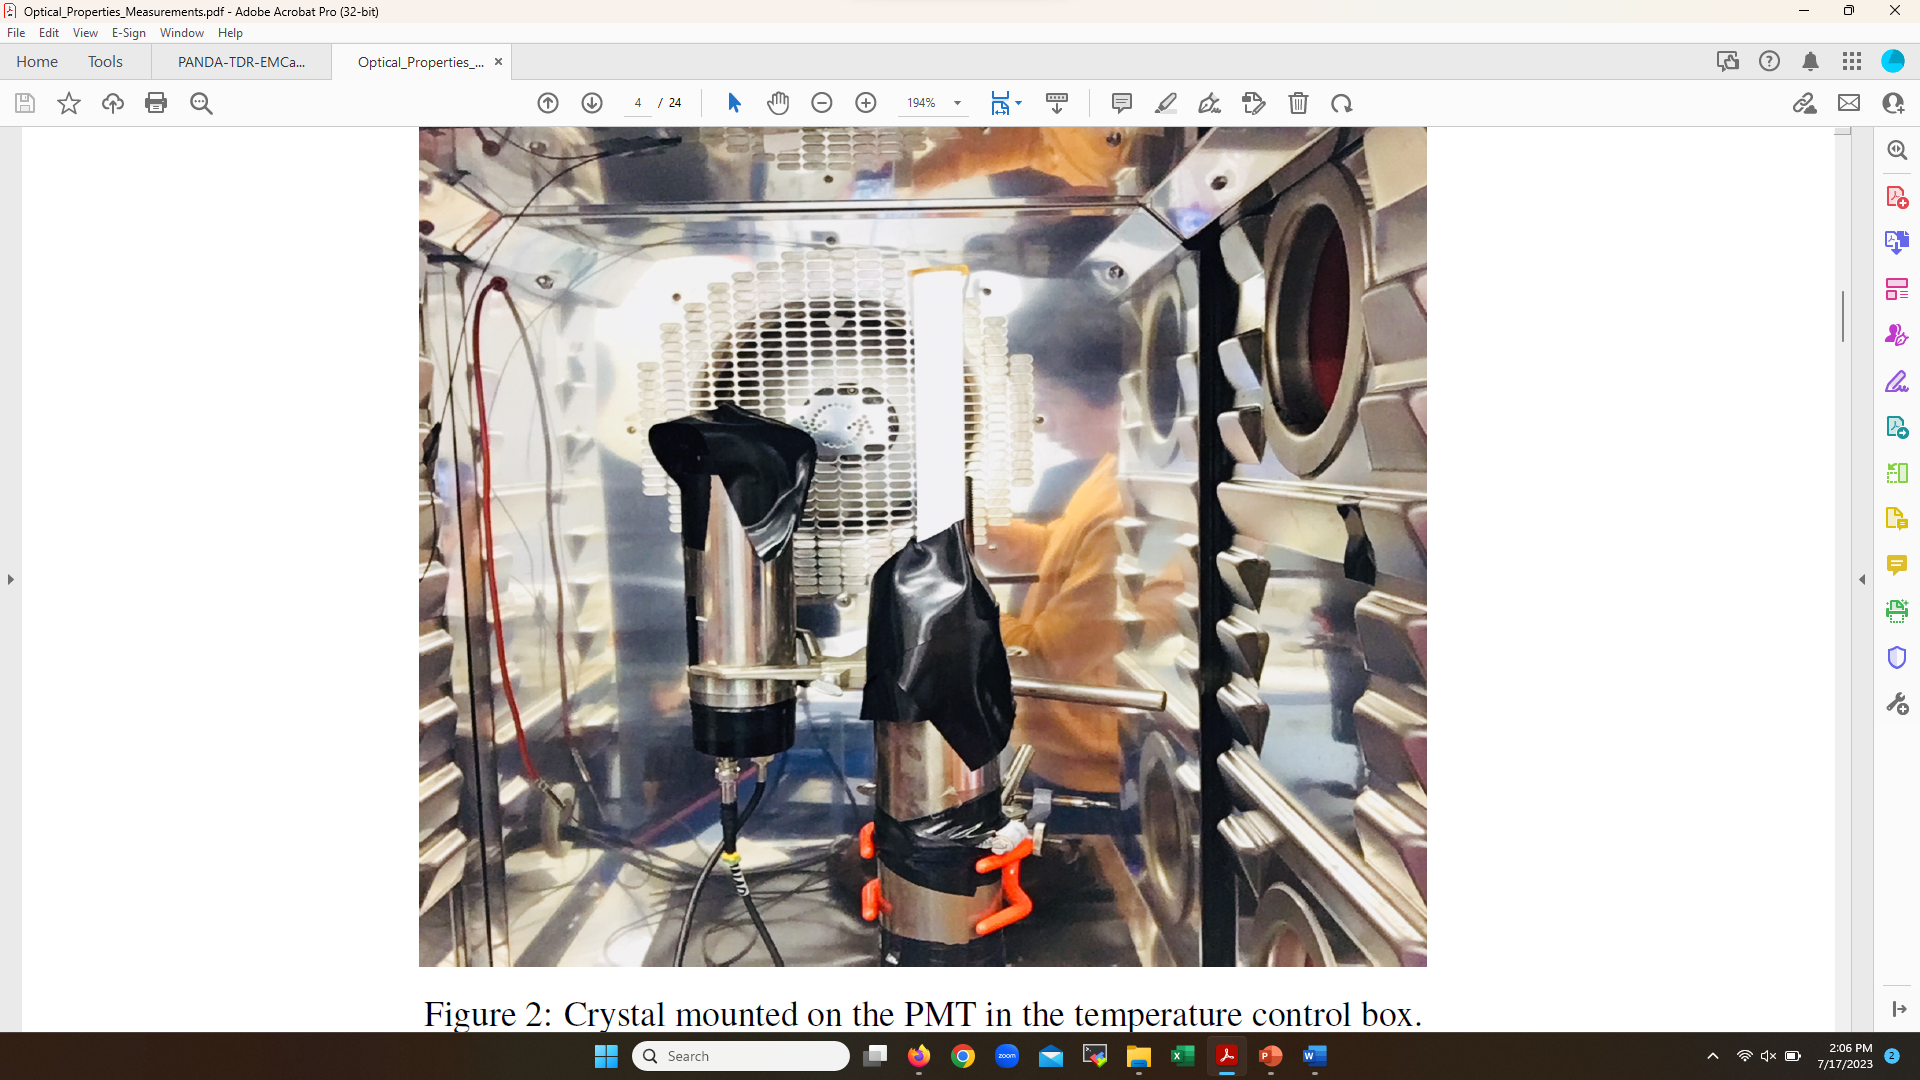 Optical_Properties_Measurements.pdf - Adobe Acrobat Pro (32-bit)
File Edit View E-Sign Window Help
Home Tools PANDA-TDR-EMCa... Optical_Properties_... ×
4 / 24 194%
Figure 2: Crystal mounted on the PMT in the temperature control box.
Search
zoom
2:06 PM
7/17/2023
2